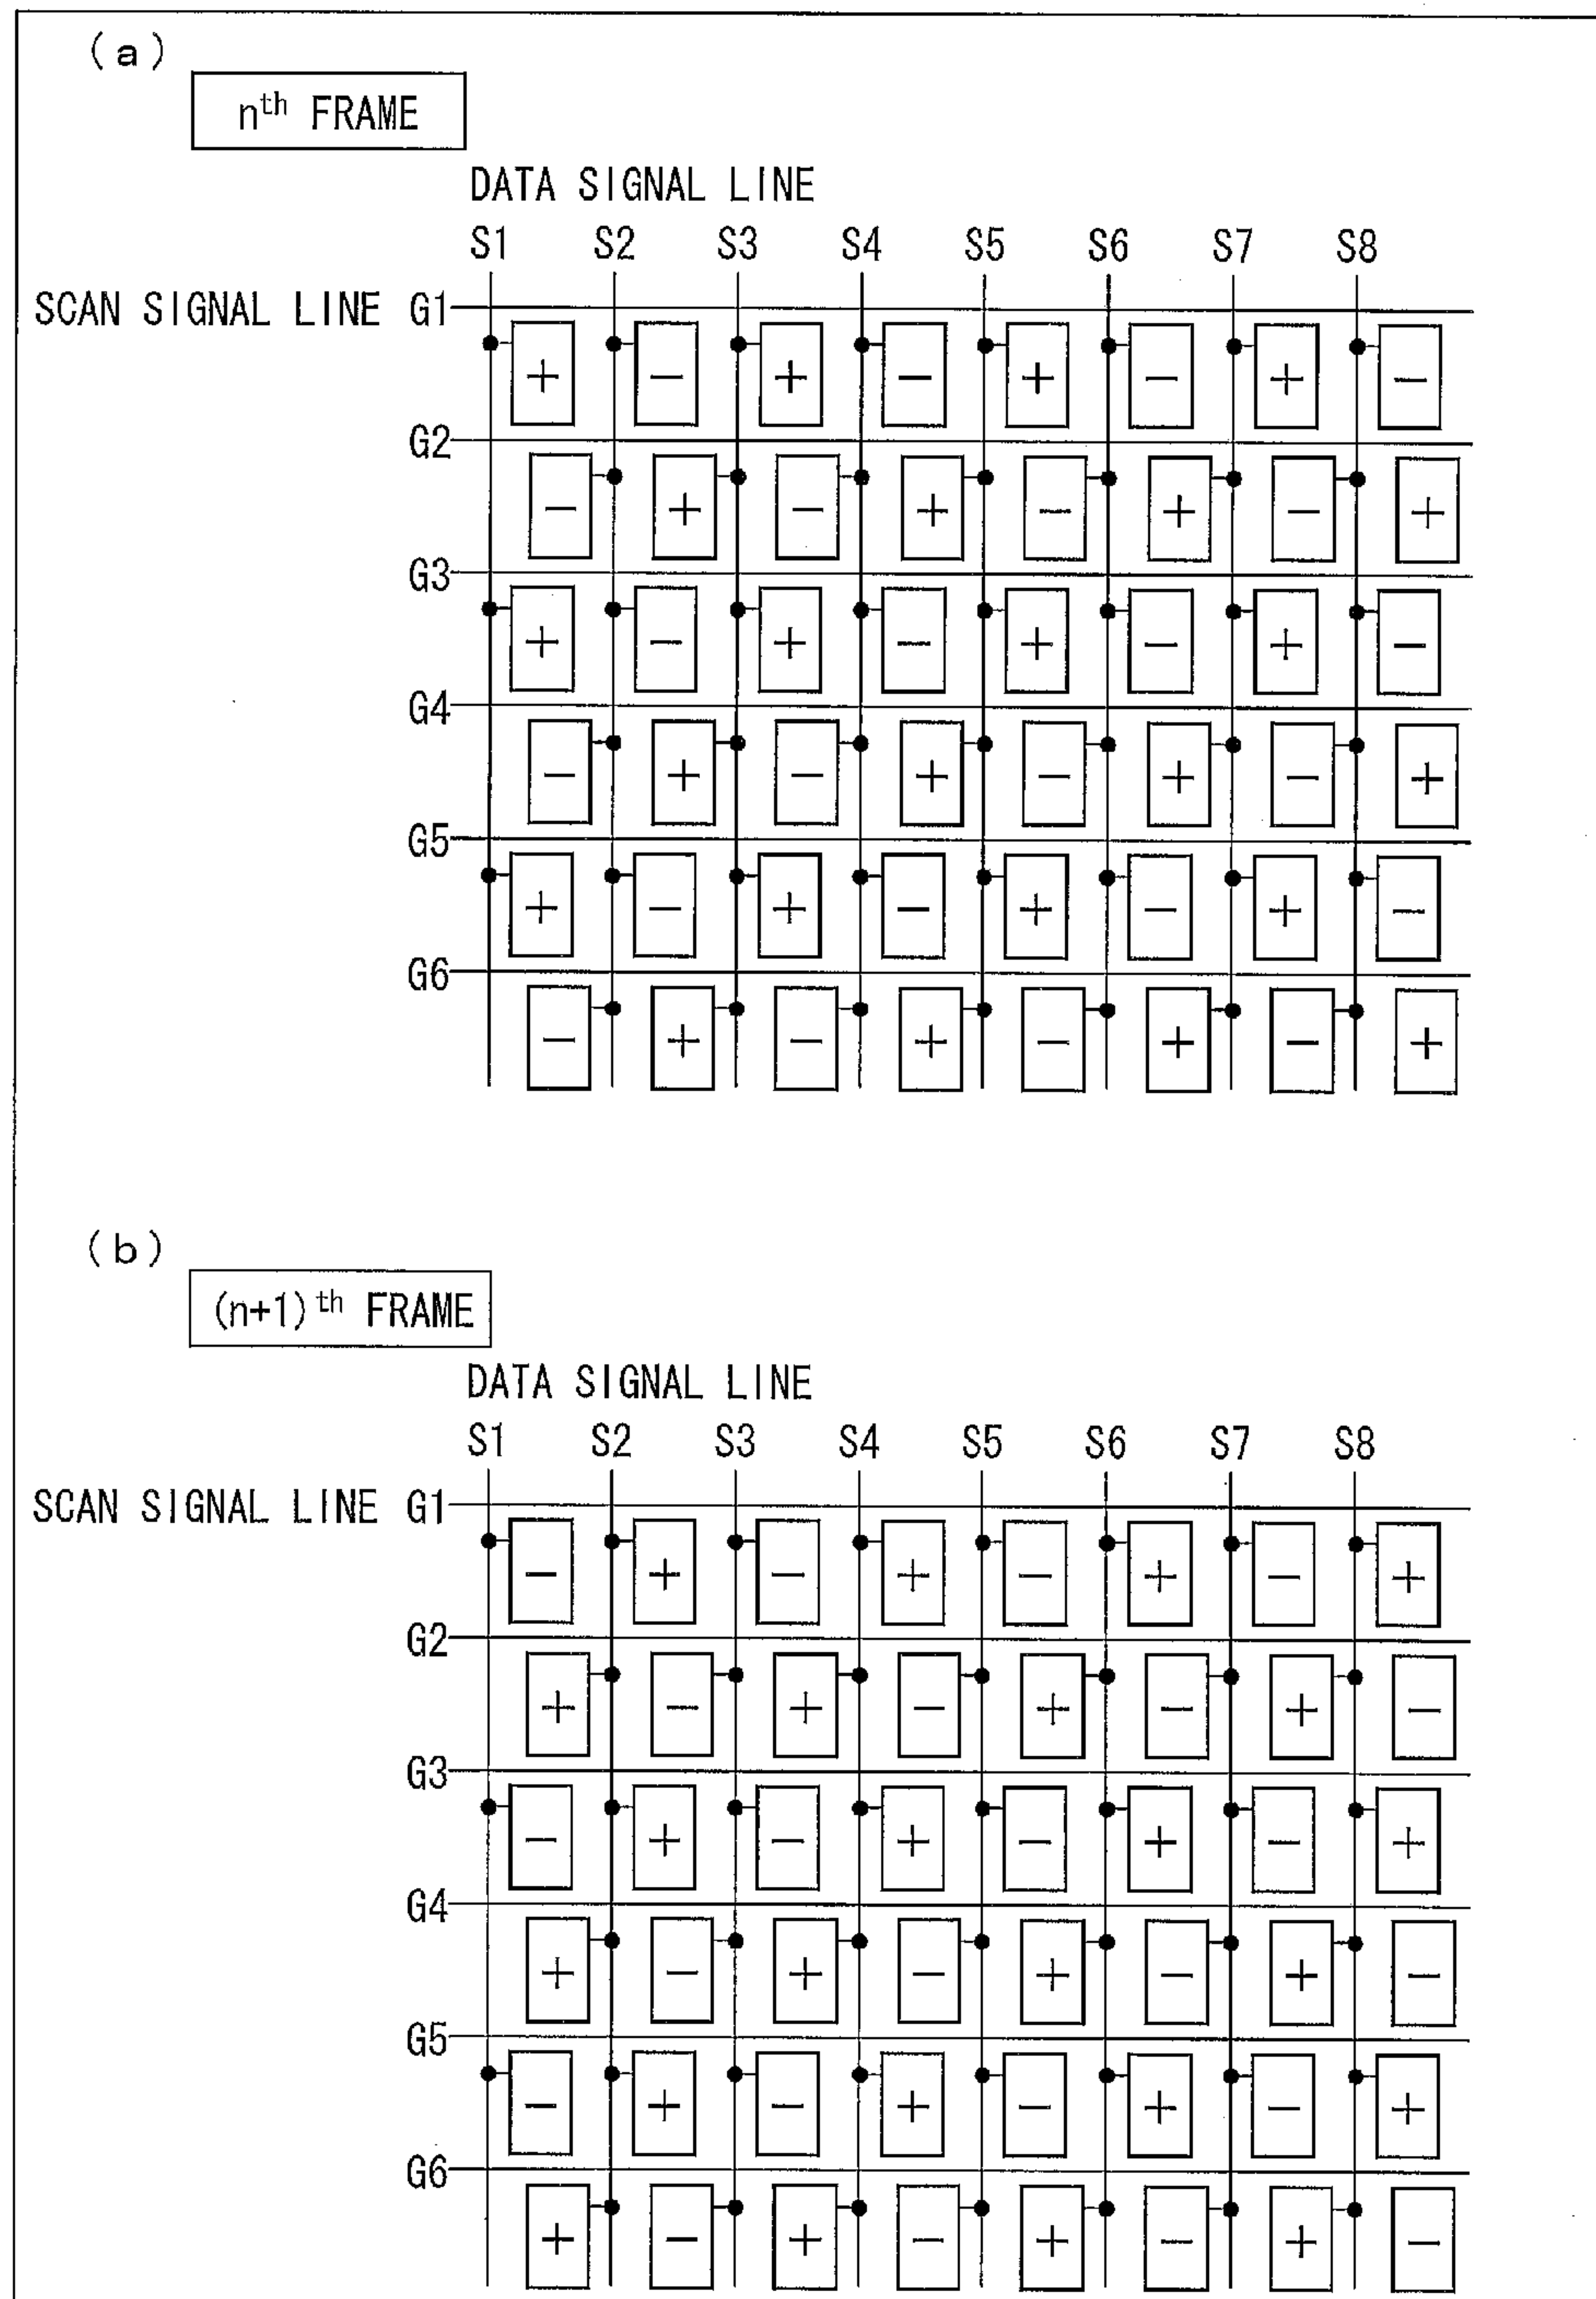 (a)
nth FRAME
DATA SIGNAL LINE
S1 S2 S3 S4 S5 S6 S7 S8
SCAN SIGNAL LINE G1
+ − + − + − + −
G2
− + − + − + − +
G3
+ − + − + − + −
G4
− + − + − + − +
G5
+ − + − + − + −
G6
− + − + − + − +
(b)
(n+1)th FRAME
DATA SIGNAL LINE
S1 S2 S3 S4 S5 S6 S7 S8
SCAN SIGNAL LINE G1
− + − + − + − +
G2
+ − + − + − + −
G3
− + − + − + − +
G4
+ − + − + − + −
G5
− + − + − + − +
G6
+ − + − + − + −